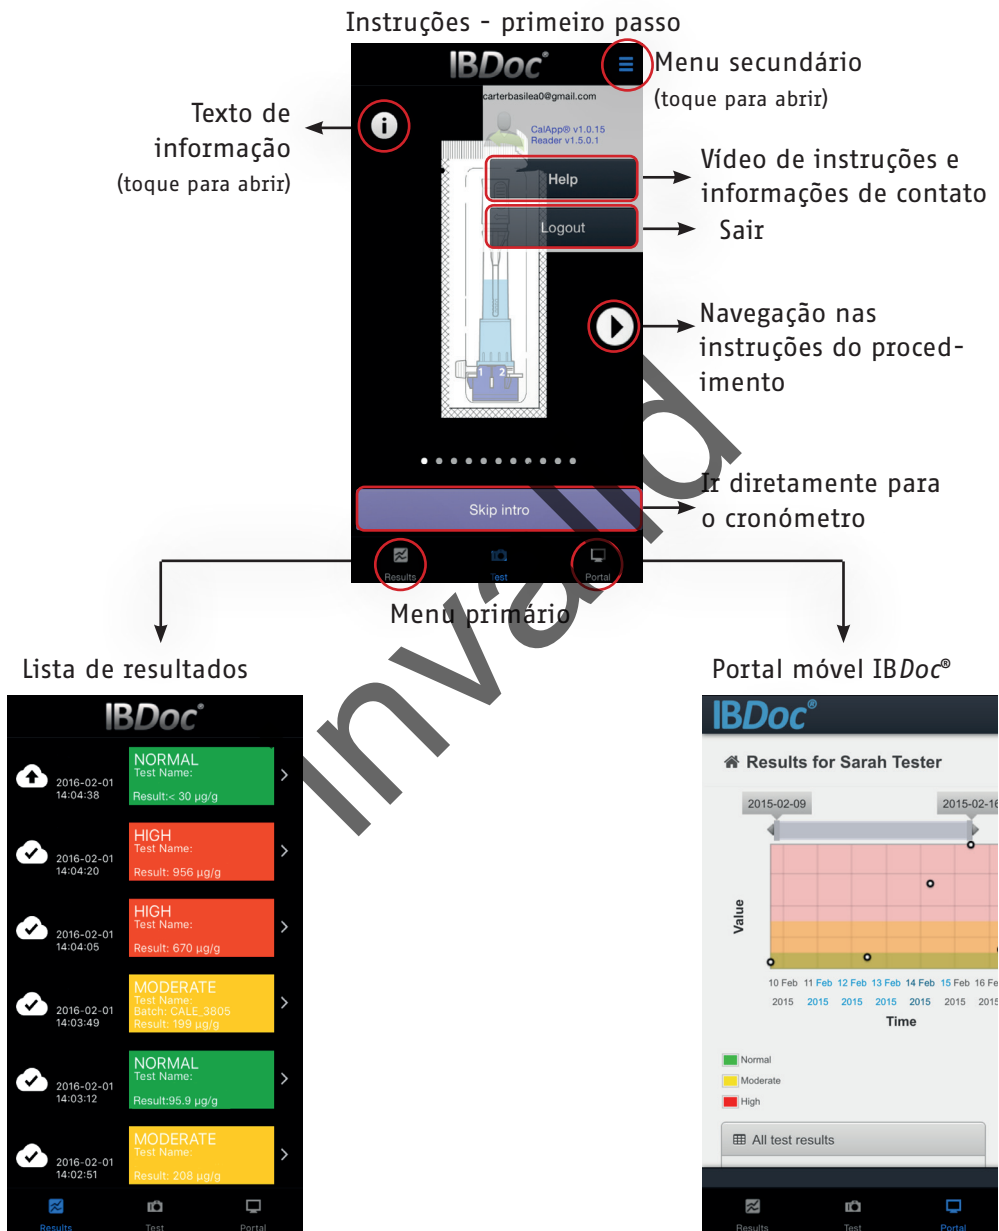 Instruções - primeiro passo
IBDoc®
Menu secundário
(toque para abrir)
carterbasilea0@gmail.com
Texto de
informação
(toque para abrir)
CalApp® v1.0.15
Reader v1.5.0.1
Help
Vídeo de instruções e
informações de contato
Logout
Sair
Navegação nas
instruções do proced-
imento
1 2
Ir diretamente para
o cronómetro
Skip intro
Results
Test
Portal
Menu primário
Invalid
Lista de resultados
IBDoc®
NORMAL
Test Name:
2016-02-01
14:04:38
Result:< 30 µg/g
HIGH
Test Name:
2016-02-01
14:04:20
Result: 956 µg/g
HIGH
Test Name:
2016-02-01
14:04:05
Result: 670 µg/g
MODERATE
Test Name:
Batch: CALE_3805
2016-02-01
14:03:49
Result: 199 µg/g
NORMAL
Test Name:
2016-02-01
14:03:12
Result:95.9 µg/g
MODERATE
Test Name:
2016-02-01
14:02:51
Result: 208 µg/g
Results
Test
Portal
Portal móvel IBDoc®
IBDoc®
Results for Sarah Tester
2015-02-09
2015-02-16
Value
10 Feb 11 Feb 12 Feb 13 Feb 14 Feb 15 Feb 16 Fe
2015 2015 2015 2015 2015 2015 2015
Time
Normal
Moderate
High
All test results
Results
Test
Portal